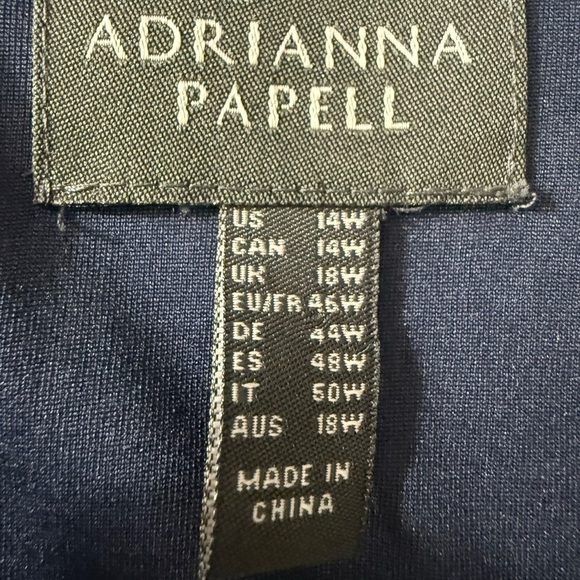 ADRIANNA
PAPELL
US 14W
CAN 14W
UK 18W
EU/FR 46W
DE 44W
ES 48W
IT 50W
AUS 18W
MADE IN
CHINA